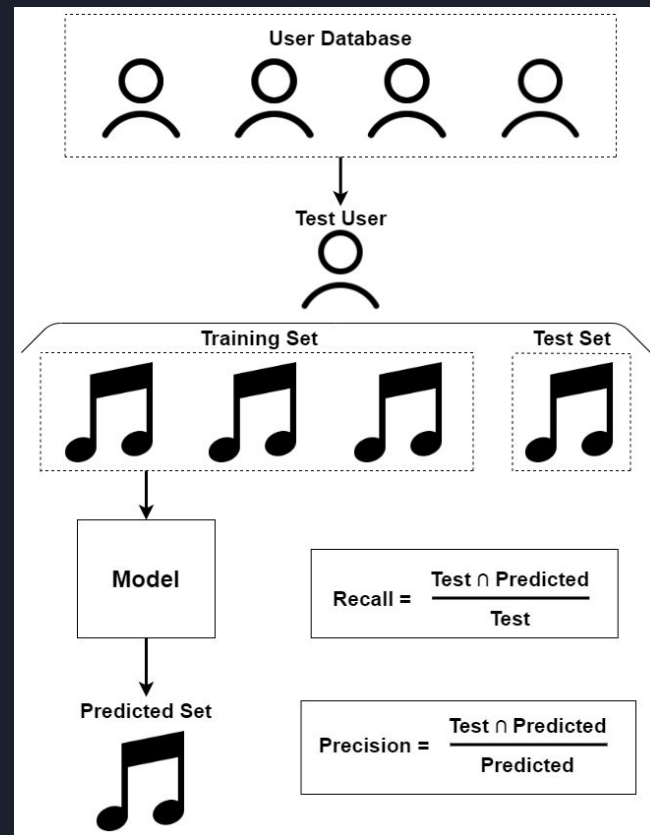 User Database
Test User
Training Set
Test Set
Model
Recall =
Test ∩ Predicted
Test
Predicted Set
Precision =
Test ∩ Predicted
Predicted